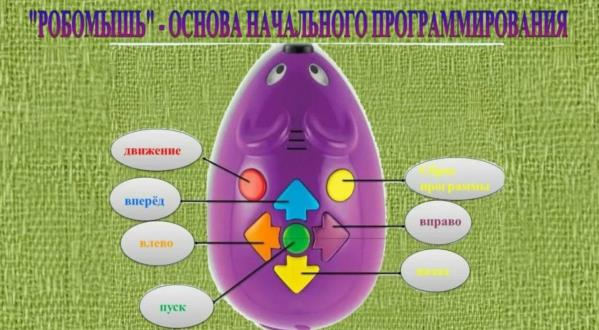 "РОБОМЫШЬ" - ОСНОВА НАЧАЛЬНОГО ПРОГРАММИРОВАНИЯ
движение
Сброс
программы
вперёд
вправо
влево
назад
пуск